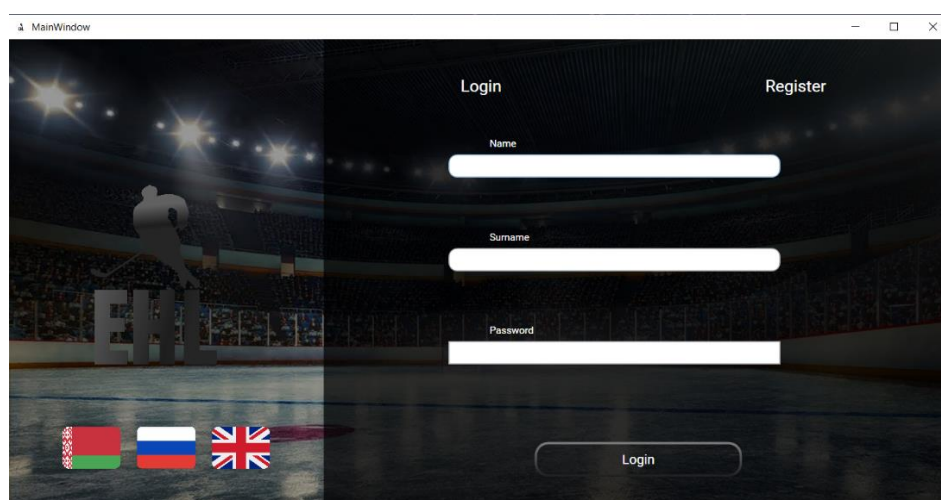 MainWindow
Login Register
Name
Surname
EHL
Password
Login